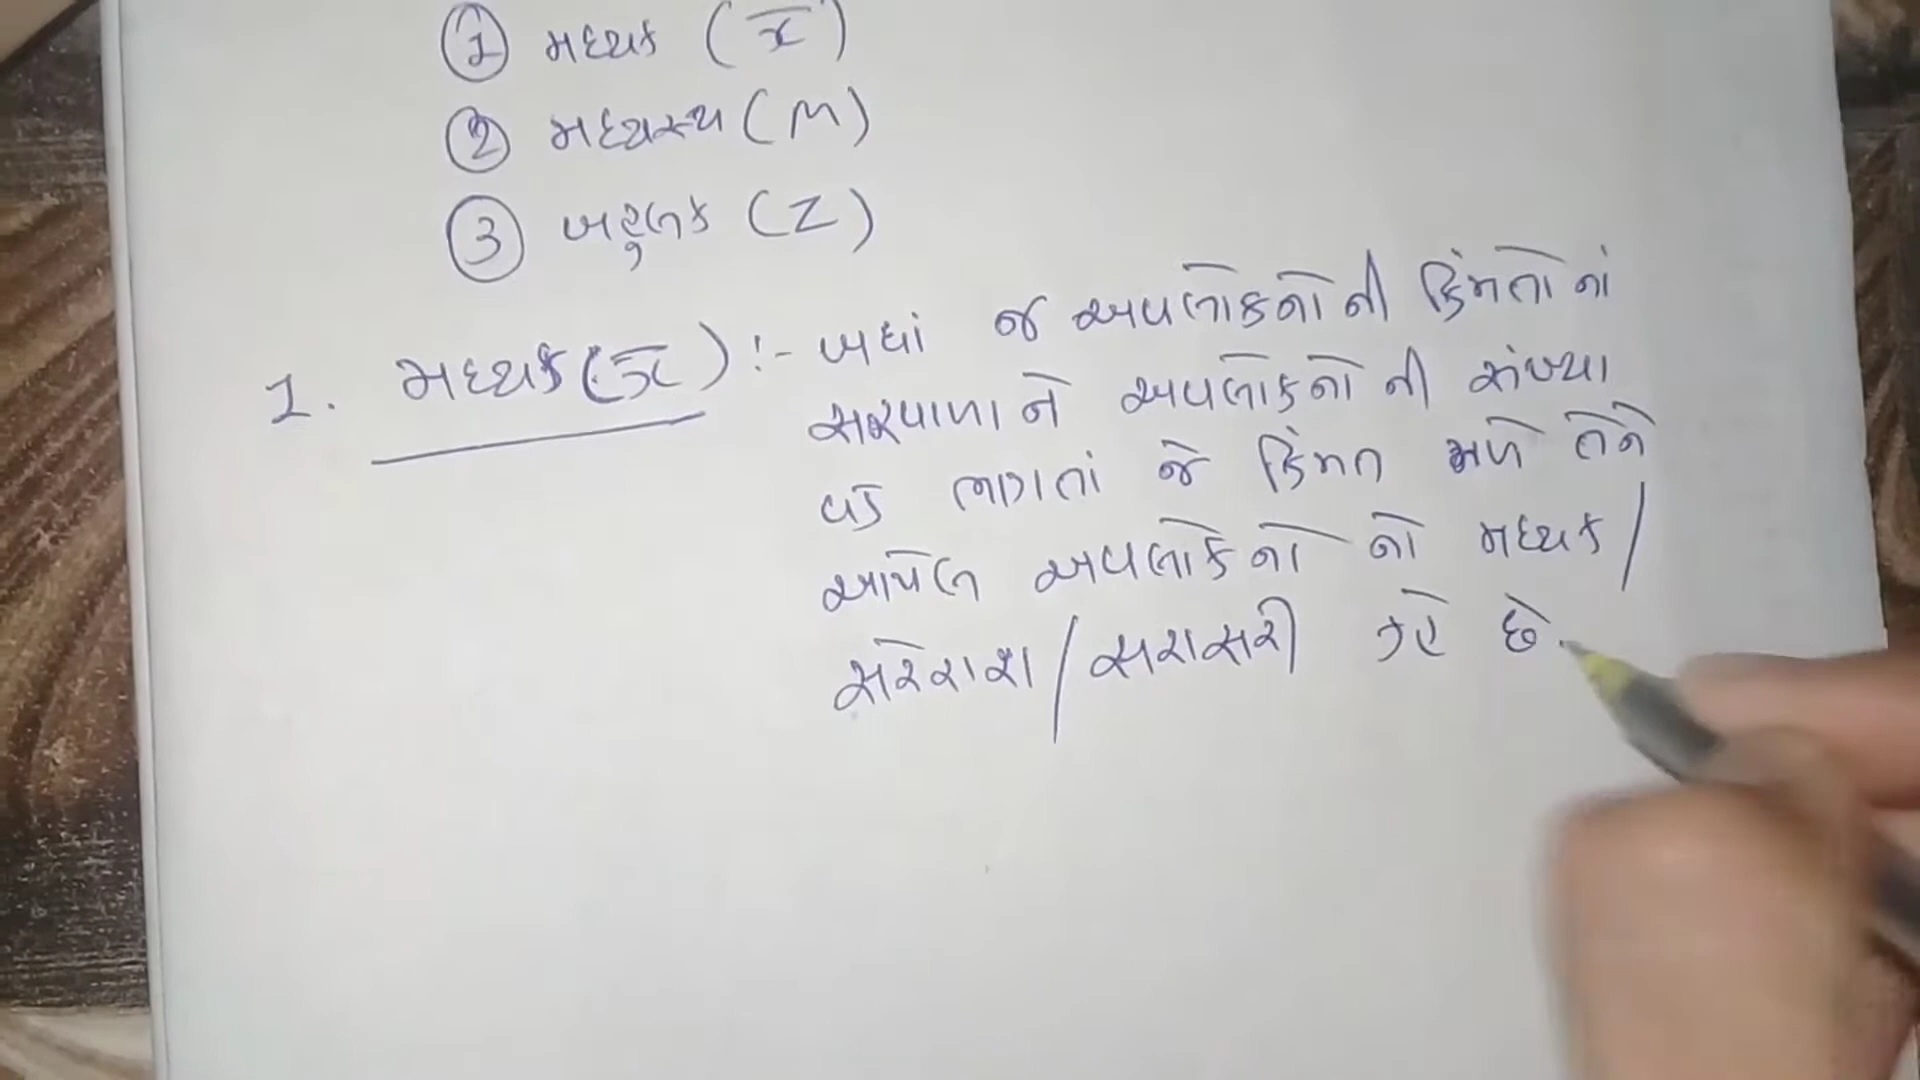 ① મધ્યક (x̄)
② મધ્યસ્થ (M)
③ બહુલક (Z)
1. મધ્યક (x̄) :- બધાં જ અવલોકનોની કિંમતોનાં
સરવાળાને અવલોકનોની સંખ્યા
વડે ભાગતાં જે કિંમત મળે તેને
આપેલ અવલોકનોનો મધ્યક /
સરેરાશ / સરાસરી કહે છે.